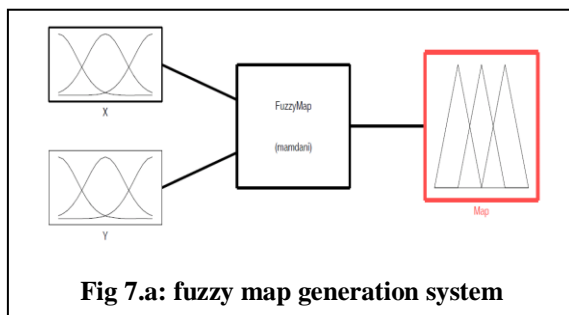 X
FuzzyMap
(mamdani)
Y
Map
Fig 7.a: fuzzy map generation system